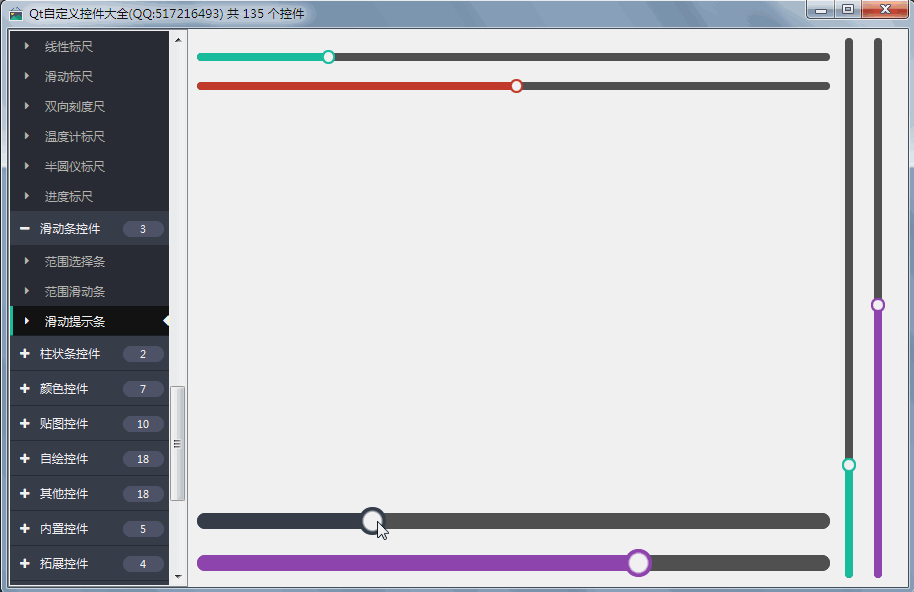 Qt自定义控件大全(QQ:517216493) 共 135 个控件
线性标尺
滑动标尺
双向刻度尺
温度计标尺
半圆仪标尺
进度标尺
滑动条控件 3
范围选择条
范围滑动条
滑动提示条
柱状条控件 2
颜色控件 7
贴图控件 10
自绘控件 18
其他控件 18
内置控件 5
拓展控件 4